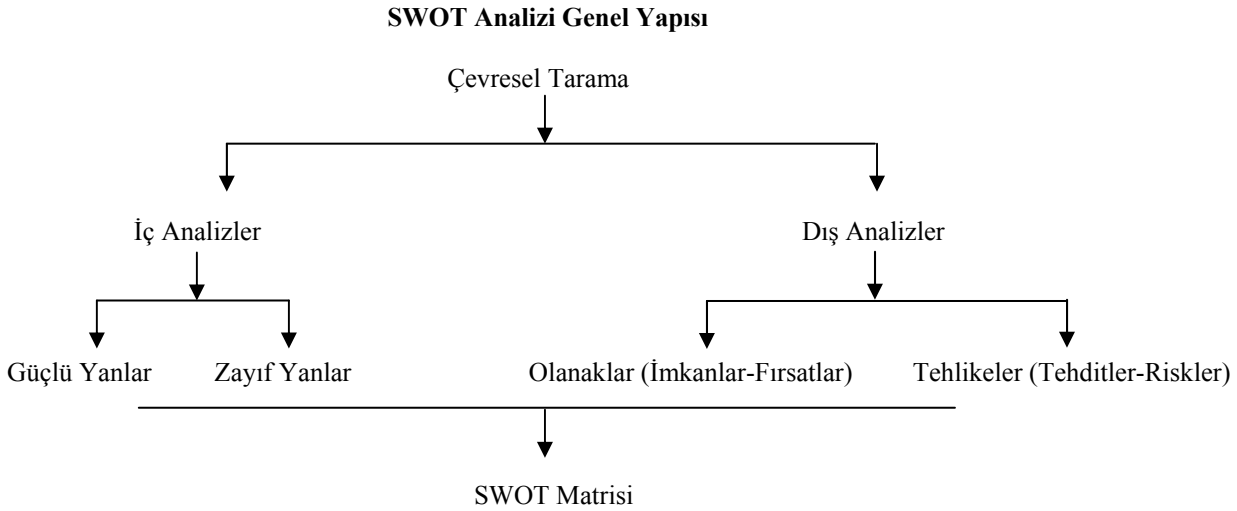 SWOT Analizi Genel Yapısı
Çevresel Tarama
İç Analizler
Dış Analizler
Güçlü Yanlar
Zayıf Yanlar
Olanaklar (İmkanlar-Fırsatlar)
Tehlikeler (Tehditler-Riskler)
SWOT Matrisi